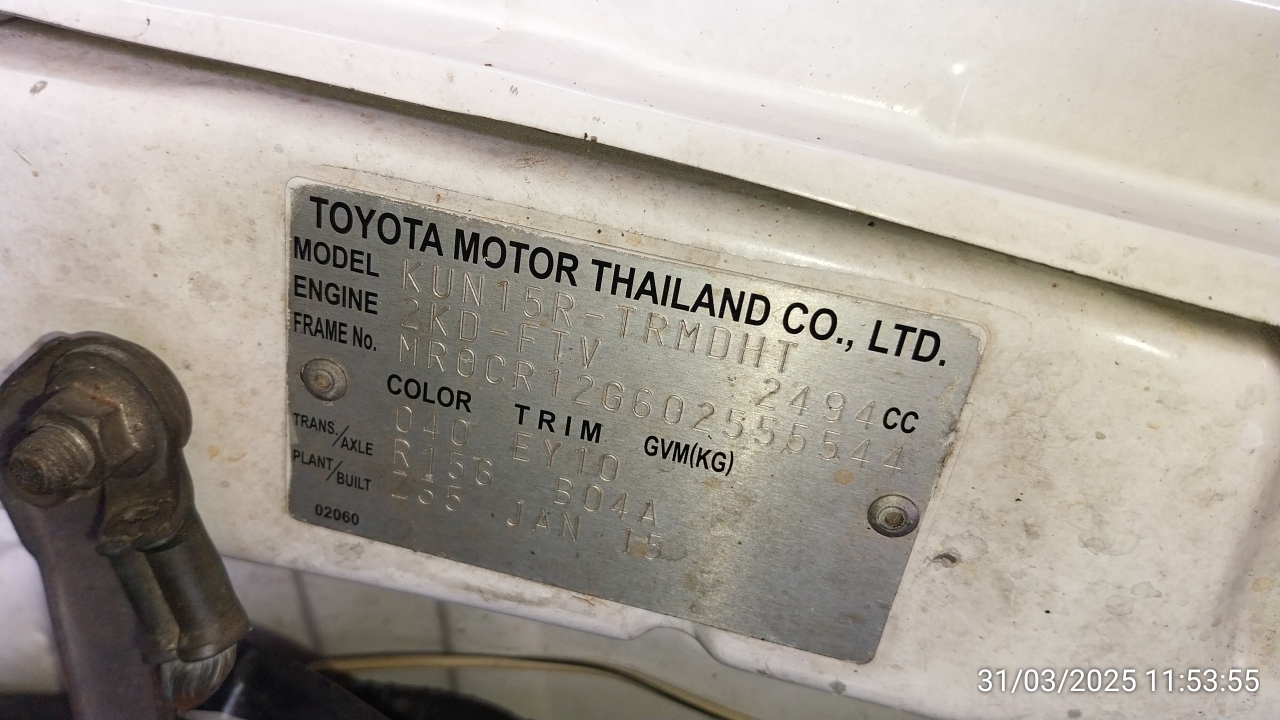 TOYOTA MOTOR THAILAND CO., LTD.
MODEL KUN15R-TRMDHT
ENGINE 2KD-FTV 2494 CC
FRAME No. MR0CR12G602555544
COLOR TRIM GVM(KG)
040 EY10
TRANS./AXLE R156 B04A
PLANT/BUILT Z35 JAN 15
02060
31/03/2025 11:53:55